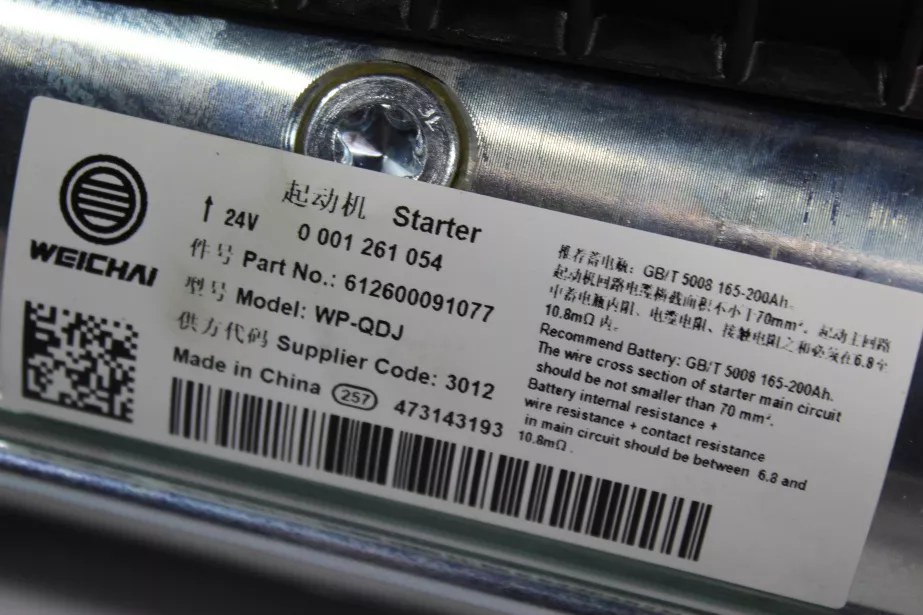 WEICHAI
起动机 Starter
↑ 24V 0 001 261 054
件号 Part No.: 612600091077
型号 Model: WP-QDJ
供方代码 Supplier Code: 3012
Made in China 257 473143193
推荐蓄电瓶: GB/T 5008 165-200Ah.
起动机回路电缆横截面积不小于70mm². 起动主回路
中蓄电瓶内阻、电缆电阻、接触电阻之和必须在6.8至
10.8mΩ 内。
Recommend Battery: GB/T 5008 165-200Ah.
The wire cross section of starter main circuit
should be not smaller than 70 mm².
Battery internal resistance +
wire resistance + contact resistance
in main circuit should be between 6.8 and
10.8mΩ .